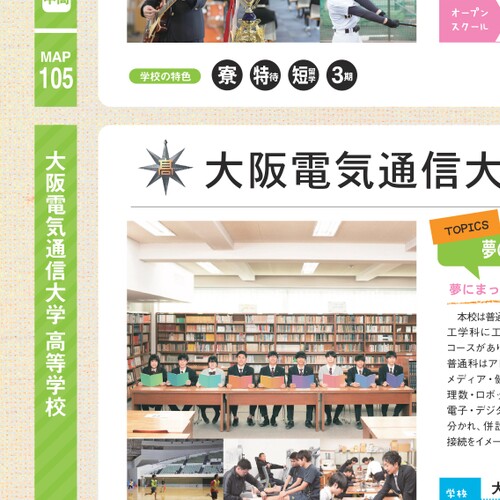 オープン
スクール
MAP
105
学校の特色
寮
特待
短留学
3期
大阪電気通信大学 高等学校
高
大阪電気通信大
TOPICS
夢
夢にまっ
本校は普通
工学科に工
コースがあり
普通科はア
メディア・健
理数・ロボッ
電子・デジタ
分かれ、併設
接続をイメー
学校